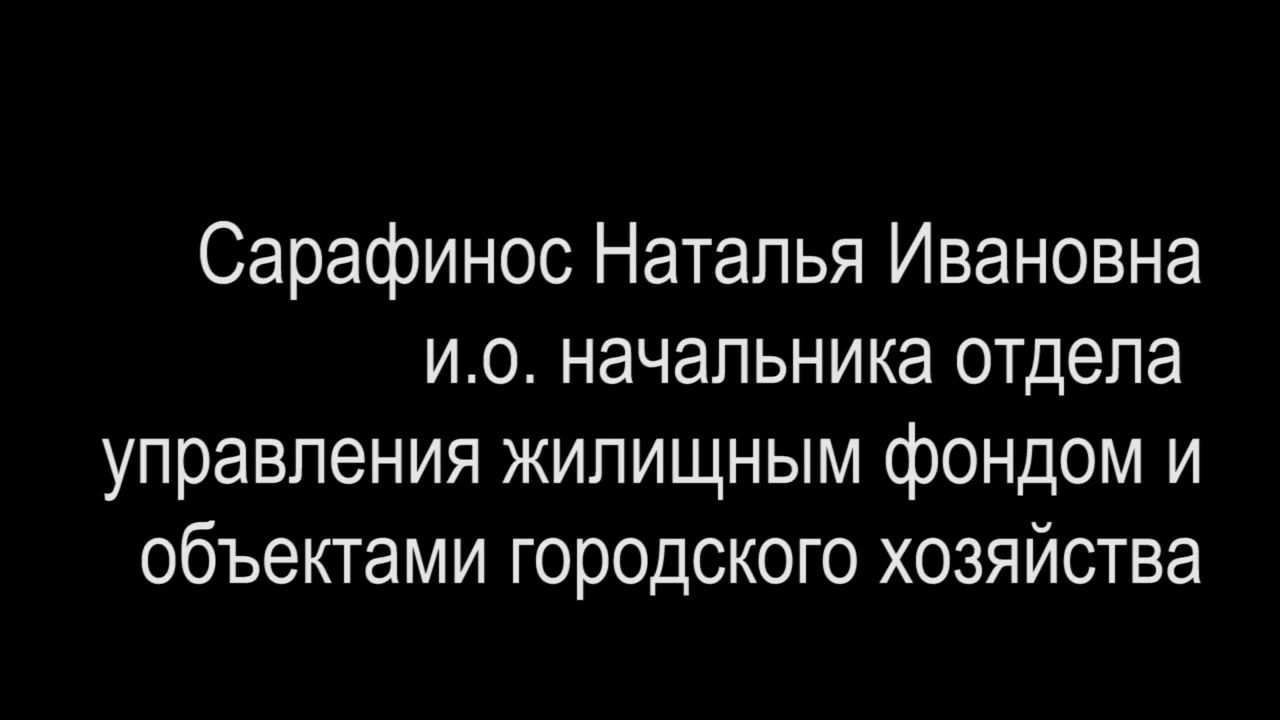 Сарафинос Наталья Ивановна
и.о. начальника отдела
управления жилищным фондом и
объектами городского хозяйства